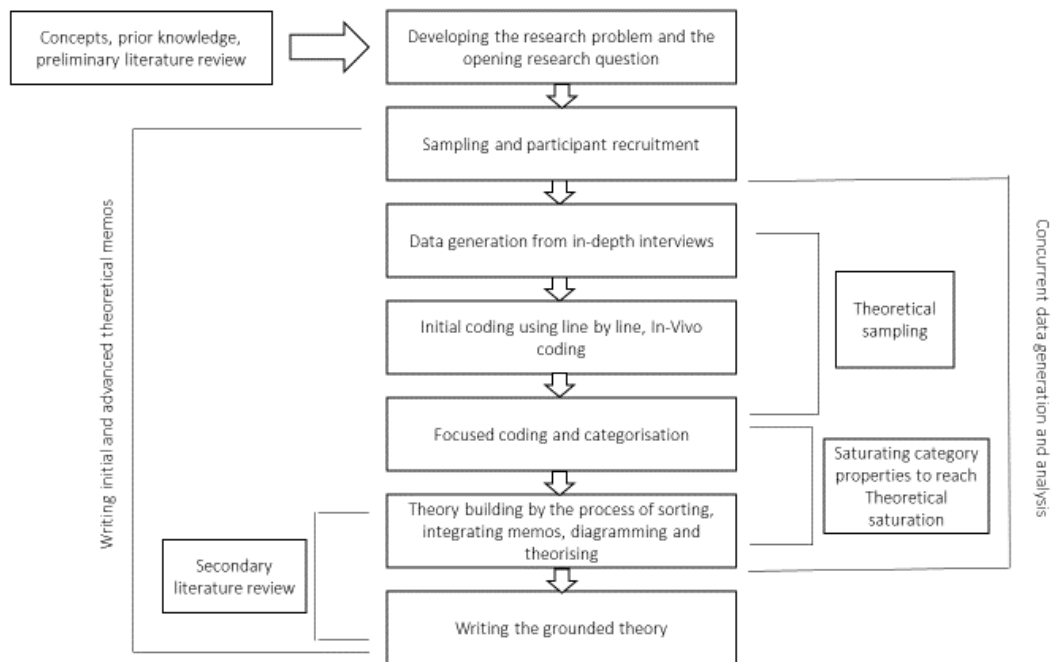 Concepts, prior knowledge,
preliminary literature review
Developing the research problem and the
opening research question
Sampling and participant recruitment
Writing initial and advanced theoretical memos
Data generation from in-depth interviews
Concurrent data generation and analysis
Theoretical
sampling
Initial coding using line by line, In-Vivo
coding
Focused coding and categorisation
Saturating category
properties to reach
Theoretical
saturation
Theory building by the process of sorting,
integrating memos, diagramming and
theorising
Secondary
literature review
Writing the grounded theory